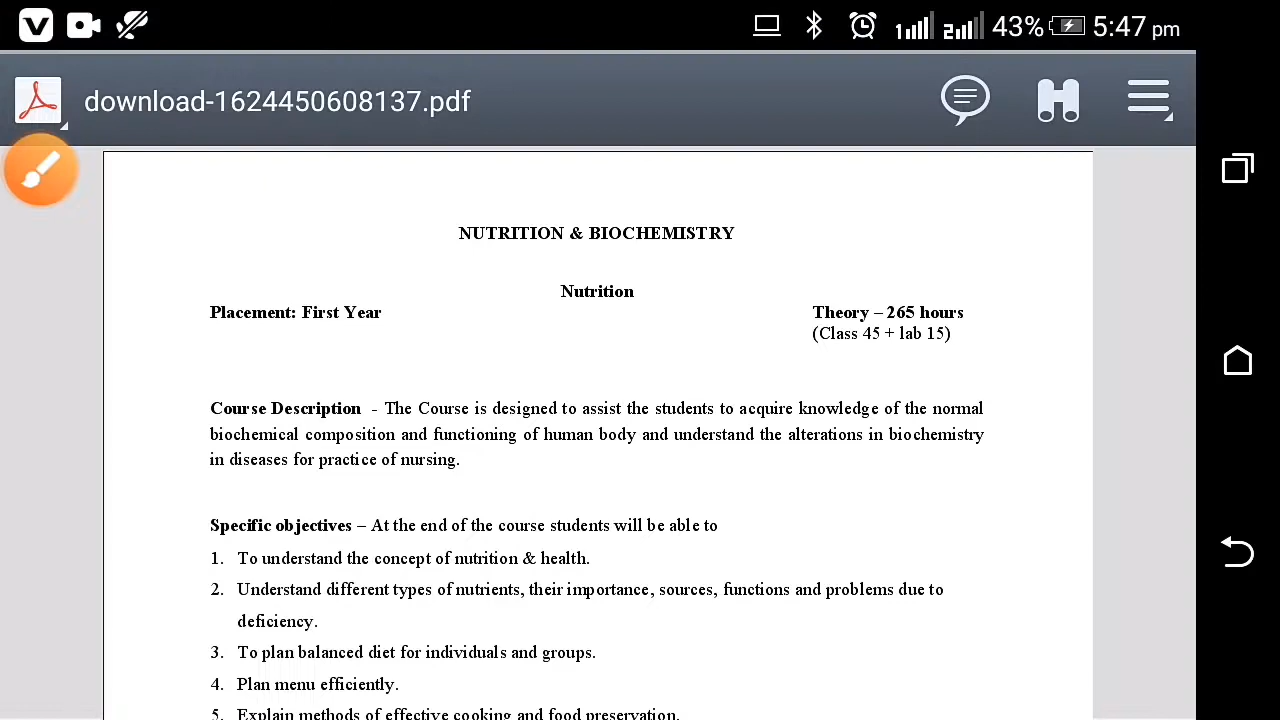 1 2 43% 5:47 pm
download-1624450608137.pdf
NUTRITION & BIOCHEMISTRY
Nutrition
Placement: First Year Theory – 265 hours
(Class 45 + lab 15)
Course Description - The Course is designed to assist the students to acquire knowledge of the normal
biochemical composition and functioning of human body and understand the alterations in biochemistry
in diseases for practice of nursing.
Specific objectives – At the end of the course students will be able to
1. To understand the concept of nutrition & health.
2. Understand different types of nutrients, their importance, sources, functions and problems due to
deficiency.
3. To plan balanced diet for individuals and groups.
4. Plan menu efficiently.
5. Explain methods of effective cooking and food preservation.